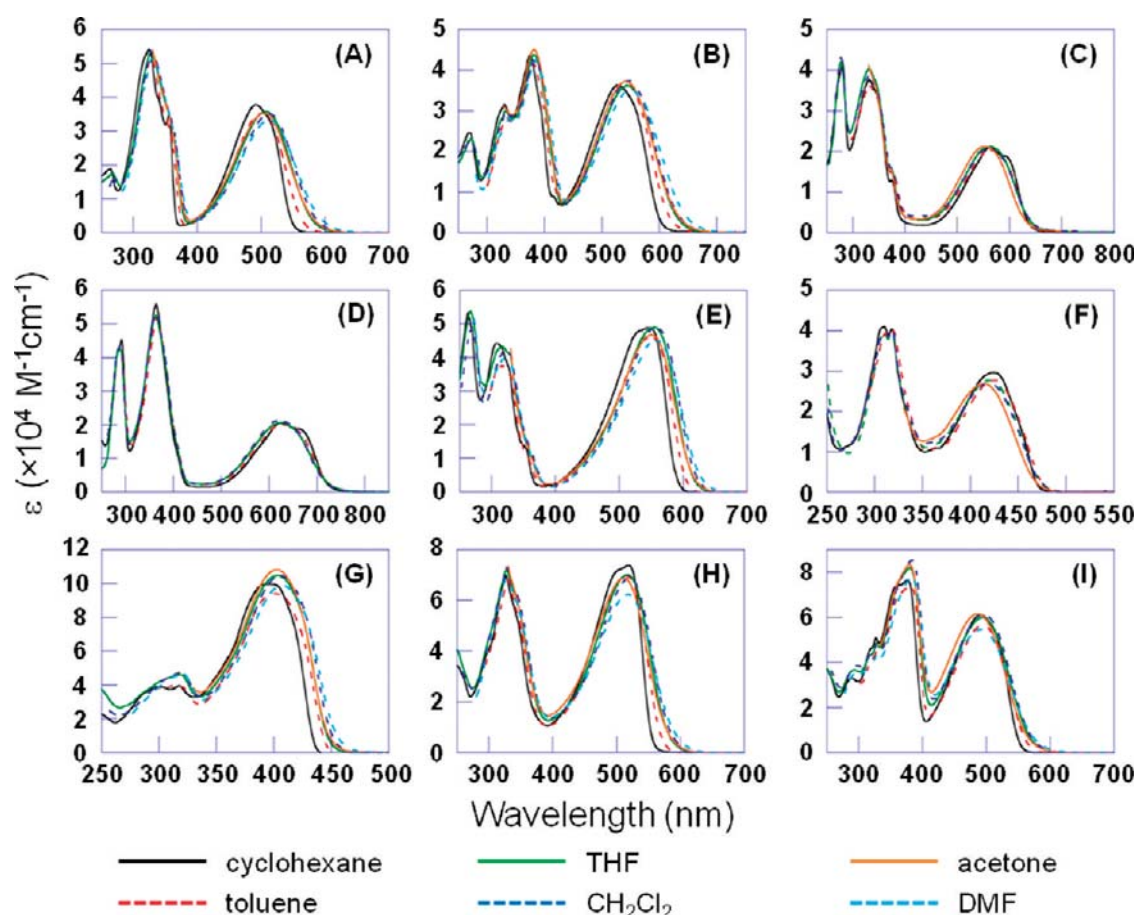 6 5 4 3 2 1 0 (A) 300 400 500 600 700
5 4 3 2 1 0 (B) 300 400 500 600 700
5 4 3 2 1 0 (C) 300 400 500 600 700 800
6 5 4 3 2 1 0 (D) 300 400 500 600 700 800
6 5 4 3 2 1 0 (E) 300 400 500 600 700
5 4 3 2 1 0 (F) 250 300 350 400 450 500 550
12 10 8 6 4 2 0 (G) 250 300 350 400 450 500
8 6 4 2 0 (H) 300 400 500 600 700
8 6 4 2 0 (I) 300 400 500 600 700
ε (×10⁴ M⁻¹cm⁻¹)
Wavelength (nm)
cyclohexane THF acetone
toluene CH₂Cl₂ DMF